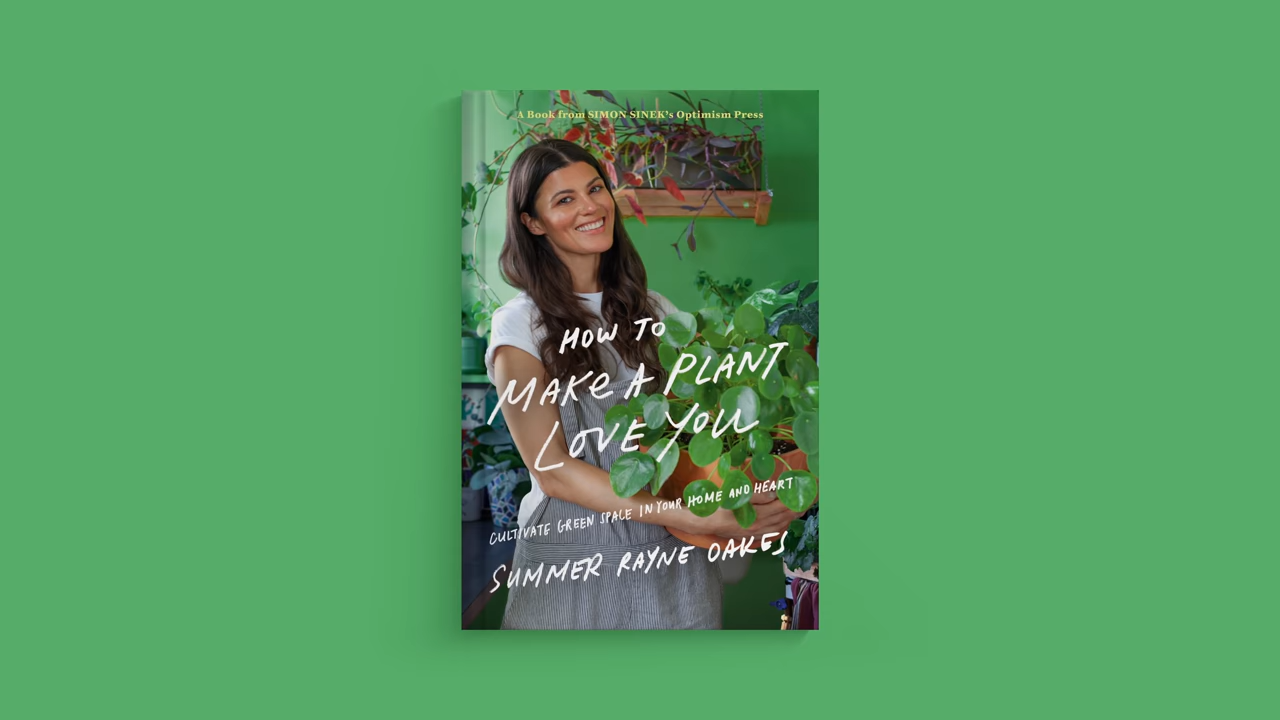 A Book from SIMON SINEK's Optimism Press
HOW TO
MAKE A PLANT
LOVE YOU
CULTIVATE GREEN SPACE IN YOUR HOME AND HEART
SUMMER RAYNE OAKES